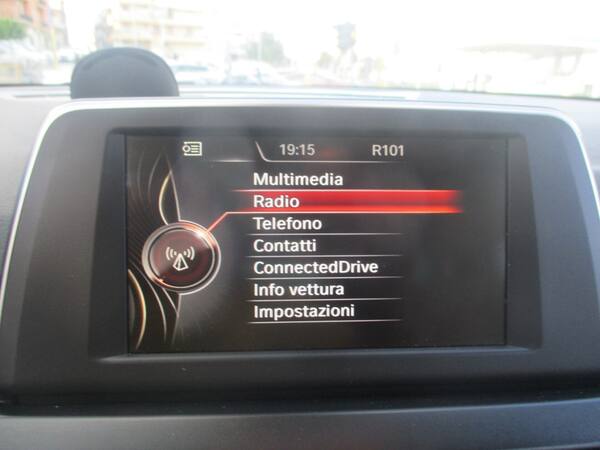 19:15 R101
Multimedia
Radio
Telefono
Contatti
ConnectedDrive
Info vettura
Impostazioni